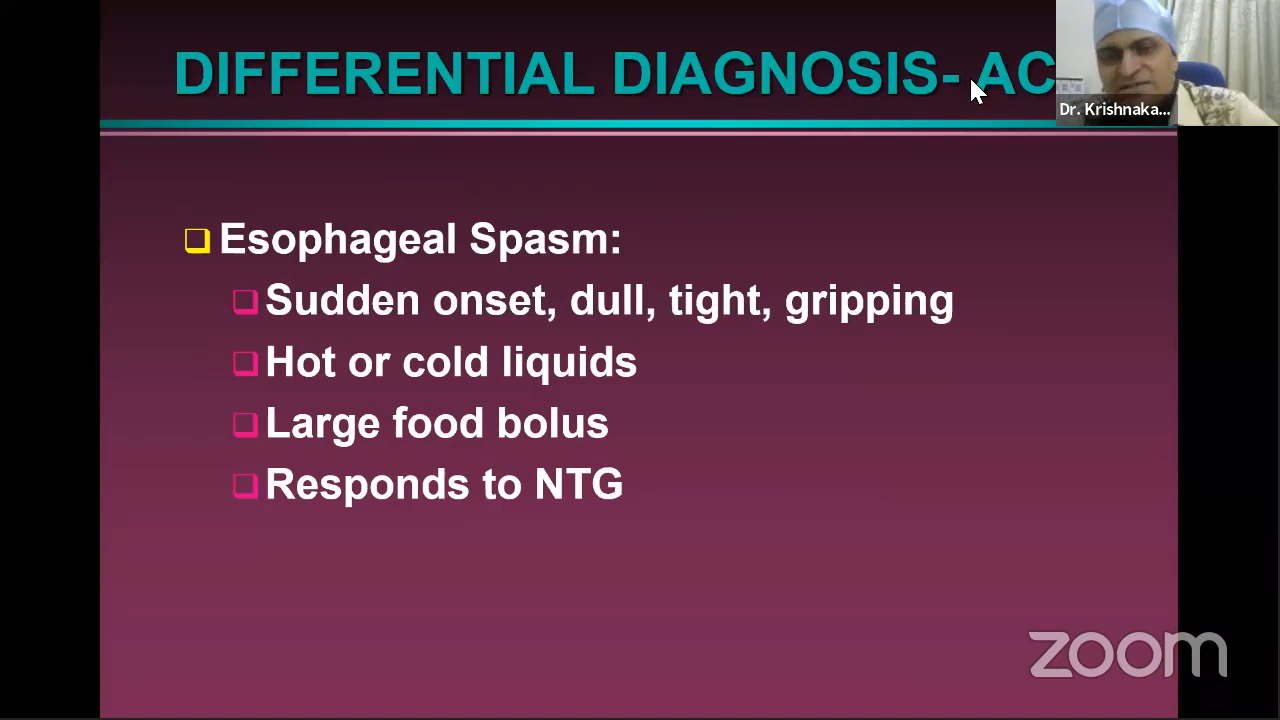 DIFFERENTIAL DIAGNOSIS- AC
Dr. Krishnaka...
Esophageal Spasm:
Sudden onset, dull, tight, gripping
Hot or cold liquids
Large food bolus
Responds to NTG
zoom